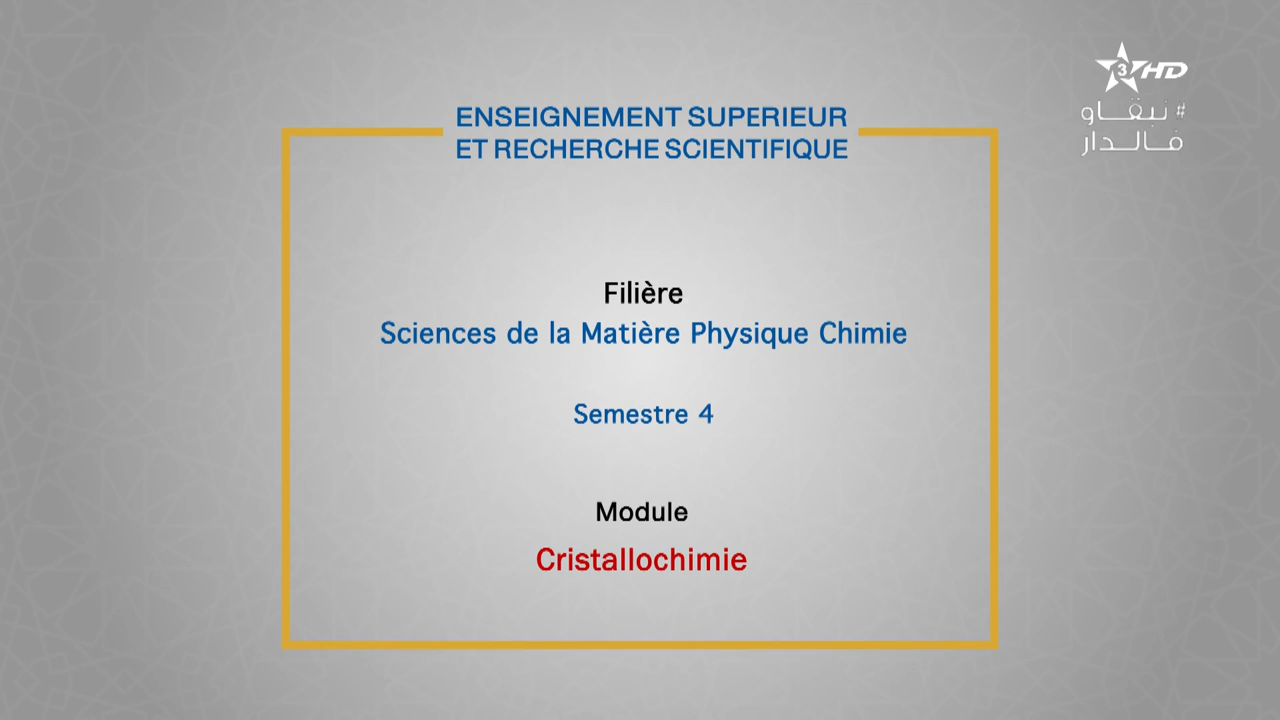 3 HD
#نبقاو
فالدار
ENSEIGNEMENT SUPERIEUR
ET RECHERCHE SCIENTIFIQUE
Filière
Sciences de la Matière Physique Chimie
Semestre 4
Module
Cristallochimie